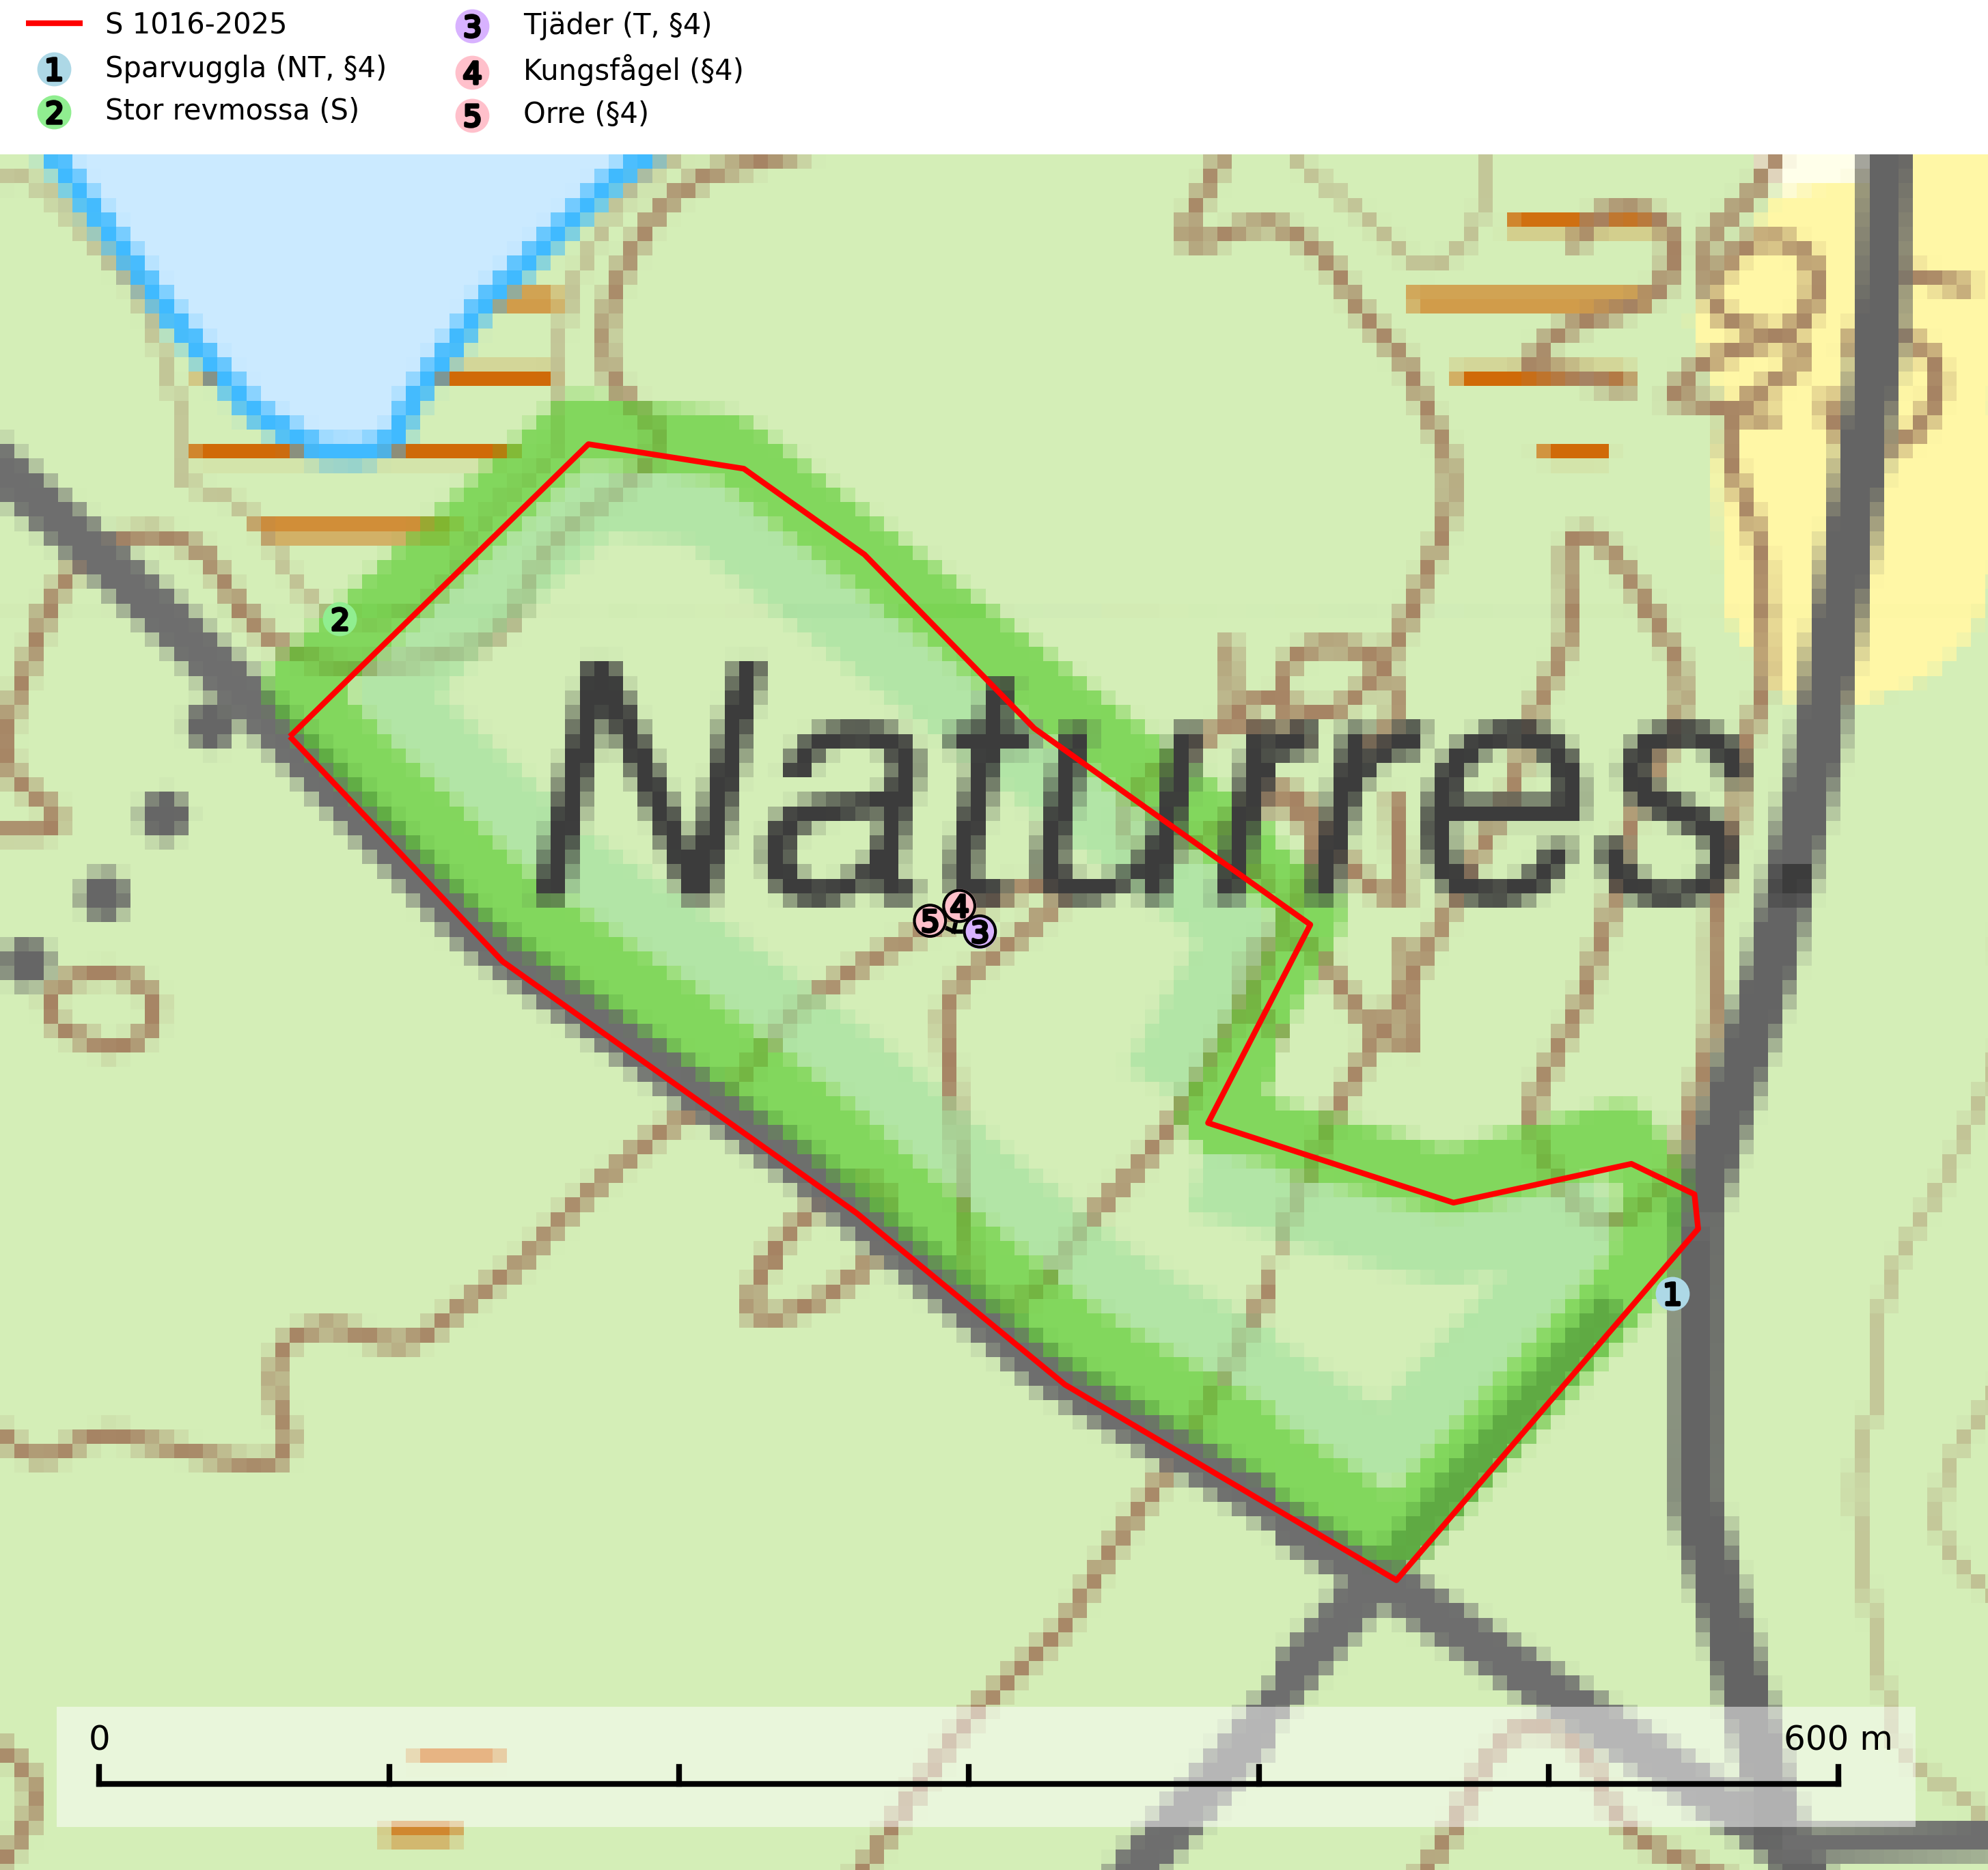 S 1016-2025
1 Sparvuggla (NT, §4)
2 Stor revmossa (S)
3 Tjäder (T, §4)
4 Kungsfågel (§4)
5 Orre (§4)
2
Naturres
4
5
3
1
0
600 m